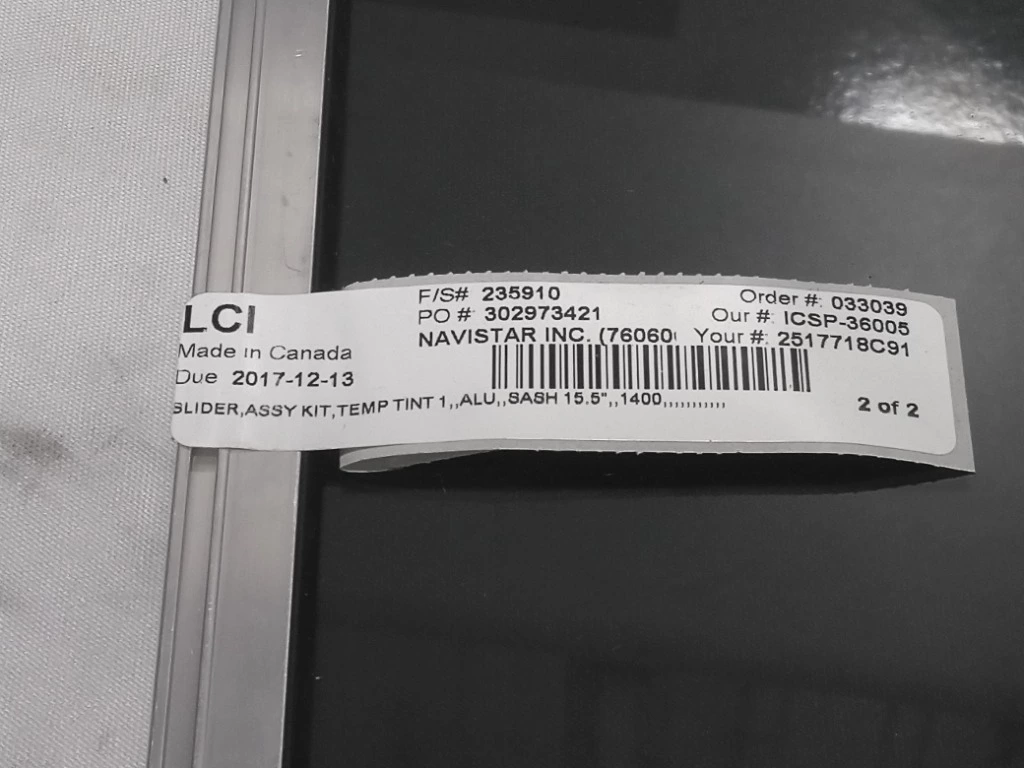 LCI
Made in Canada
Due 2017-12-13
F/S# 235910
PO #: 302973421
NAVISTAR INC. (76060
Order #: 033039
Our #: ICSP-36005
Your #: 2517718C91
SLIDER,ASSY KIT,TEMP TINT 1,,ALU,,SASH 15.5",,1400,,,,,,,,,,,
2 of 2